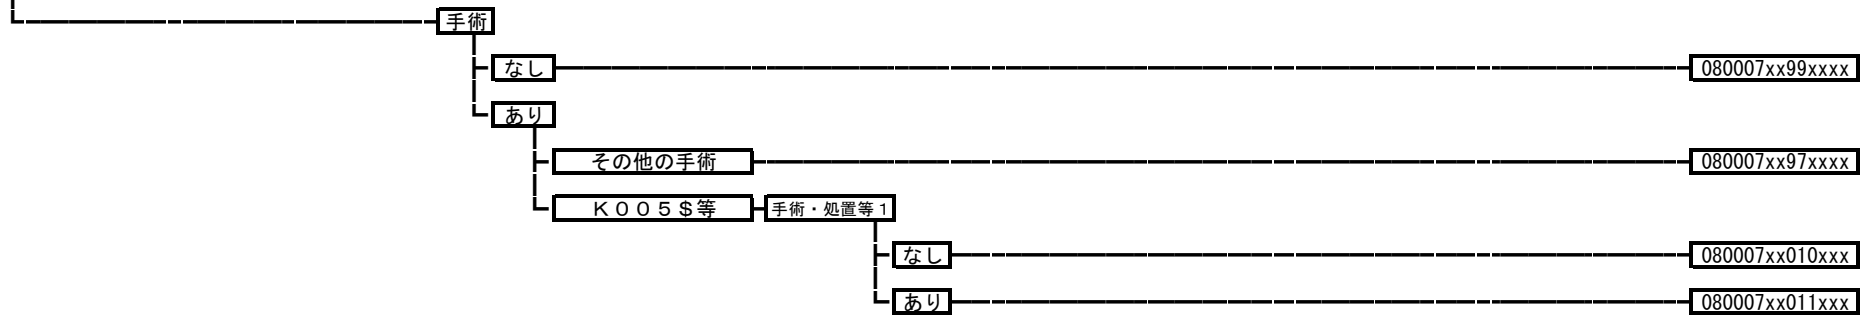 手術
なし 080007xx99xxxx
あり
その他の手術 080007xx97xxxx
Ｋ００５＄等 手術・処置等１
なし 080007xx010xxx
あり 080007xx011xxx